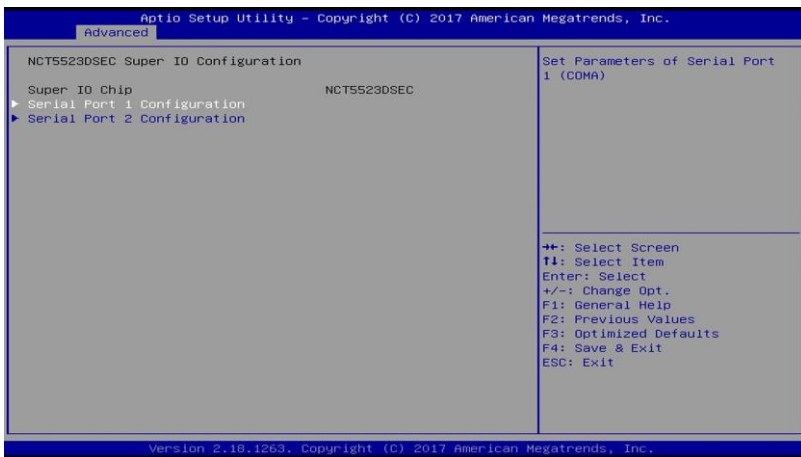 Aptio Setup Utility – Copyright (C) 2017 American Megatrends, Inc.
Advanced
NCT5523DSEC Super IO Configuration
Super IO Chip NCT5523DSEC
▶ Serial Port 1 Configuration
▶ Serial Port 2 Configuration
Set Parameters of Serial Port
1 (COMA)
→←: Select Screen
↑↓: Select Item
Enter: Select
+/-: Change Opt.
F1: General Help
F2: Previous Values
F3: Optimized Defaults
F4: Save & Exit
ESC: Exit
Version 2.18.1263. Copyright (C) 2017 American Megatrends, Inc.